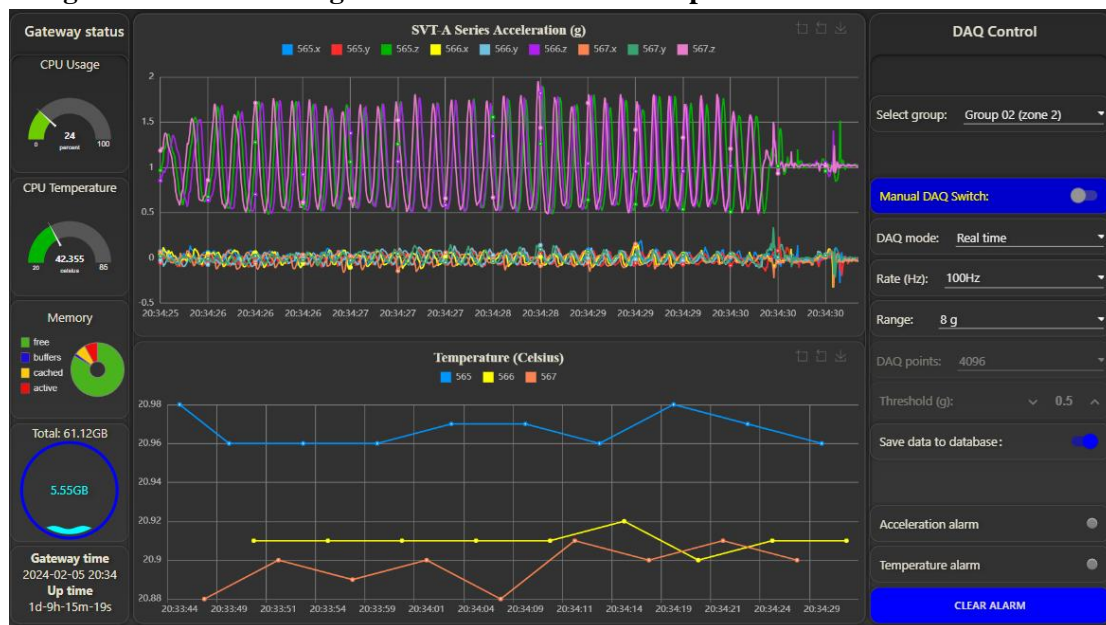 Gateway status
CPU Usage
24
percent
0
100
CPU Temperature
42.355
celsius
20
85
Memory
free
buffers
cached
active
Total: 61.12GB
5.55GB
Gateway time
2024-02-05 20:34
Up time
1d-9h-15m-19s
SVT-A Series Acceleration (g)
565.x 565.y 565.z 566.x 566.y 566.z 567.x 567.y 567.z
2
1.5
1
0.5
0
-0.5
20:34:25 20:34:26 20:34:26 20:34:26 20:34:27 20:34:27 20:34:27 20:34:28 20:34:28 20:34:29 20:34:29 20:34:29 20:34:30 20:34:30 20:34:30
Temperature (Celsius)
565 566 567
20.98
20.96
20.94
20.92
20.9
20.88
20:33:44 20:33:49 20:33:51 20:33:54 20:33:59 20:34:01 20:34:04 20:34:09 20:34:11 20:34:14 20:34:19 20:34:21 20:34:24 20:34:29
DAQ Control
Select group: Group 02 (zone 2)
Manual DAQ Switch:
DAQ mode: Real time
Rate (Hz): 100Hz
Range: 8 g
DAQ points: 4096
Threshold (g): 0.5
Save data to database:
Acceleration alarm
Temperature alarm
CLEAR ALARM